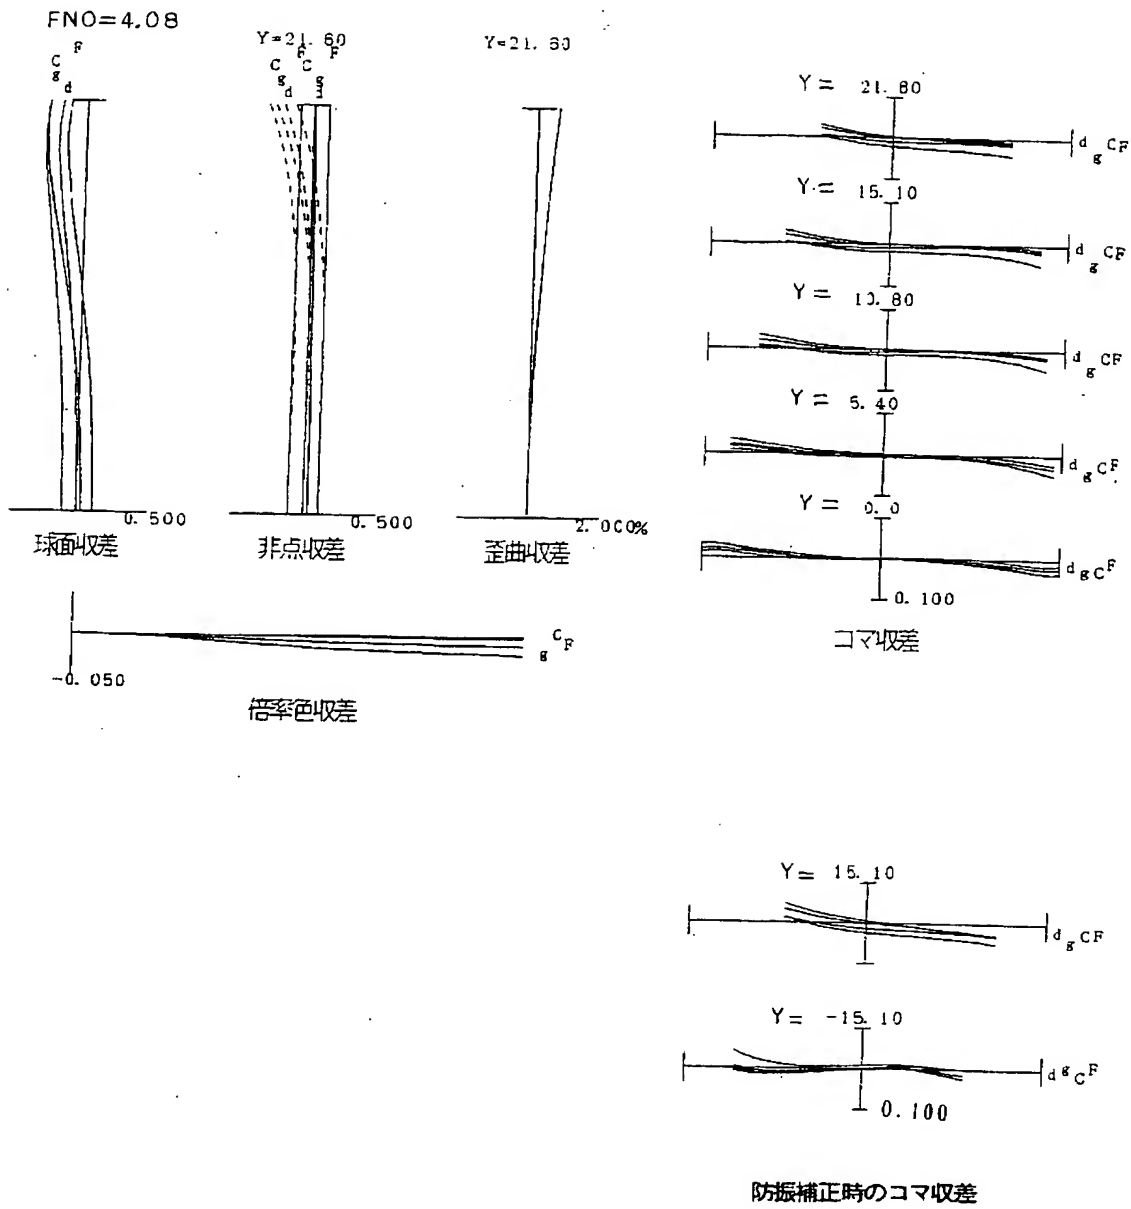 FNO=4.08
F
C
g
d
0.500
球面収差
Y=21.60
F F
C C
g g
d d
0.500
非点収差
Y=21.60
2.000%
歪曲収差
C
F
g
-0.050
倍率色収差
Y= 21.60
d g C F
Y= 15.10
d g C F
Y= 10.80
d g C F
Y= 5.40
d g C F
Y= 0.0
d g C F
0.100
コマ収差
Y= 15.10
d g C F
Y= -15.10
d g C F
0.100
防振補正時のコマ収差